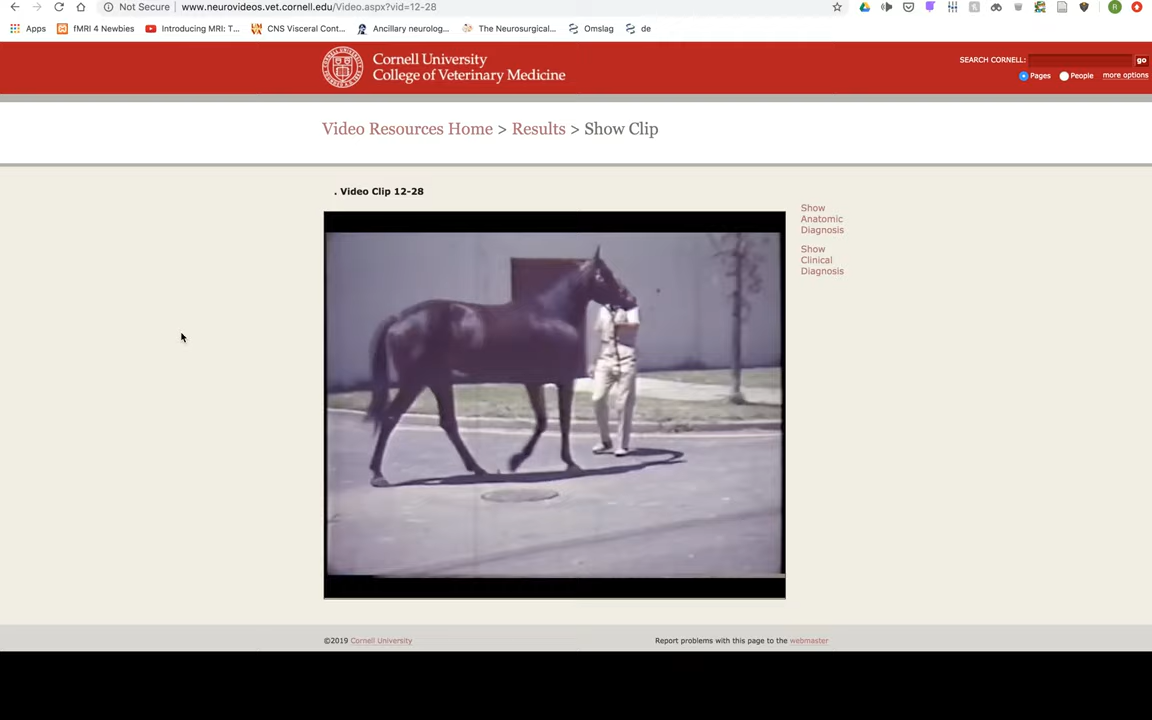 Not Secure www.neurovideos.vet.cornell.edu/Video.aspx?vid=12-28
Apps fMRI 4 Newbies Introducing MRI: T... CNS Visceral Cont... Ancillary neurolog... The Neurosurgical... Omslag de
Cornell University
College of Veterinary Medicine
SEARCH CORNELL: go
Pages People more options
Video Resources Home > Results > Show Clip
. Video Clip 12-28
Show
Anatomic
Diagnosis
Show
Clinical
Diagnosis
©2019 Cornell University Report problems with this page to the webmaster